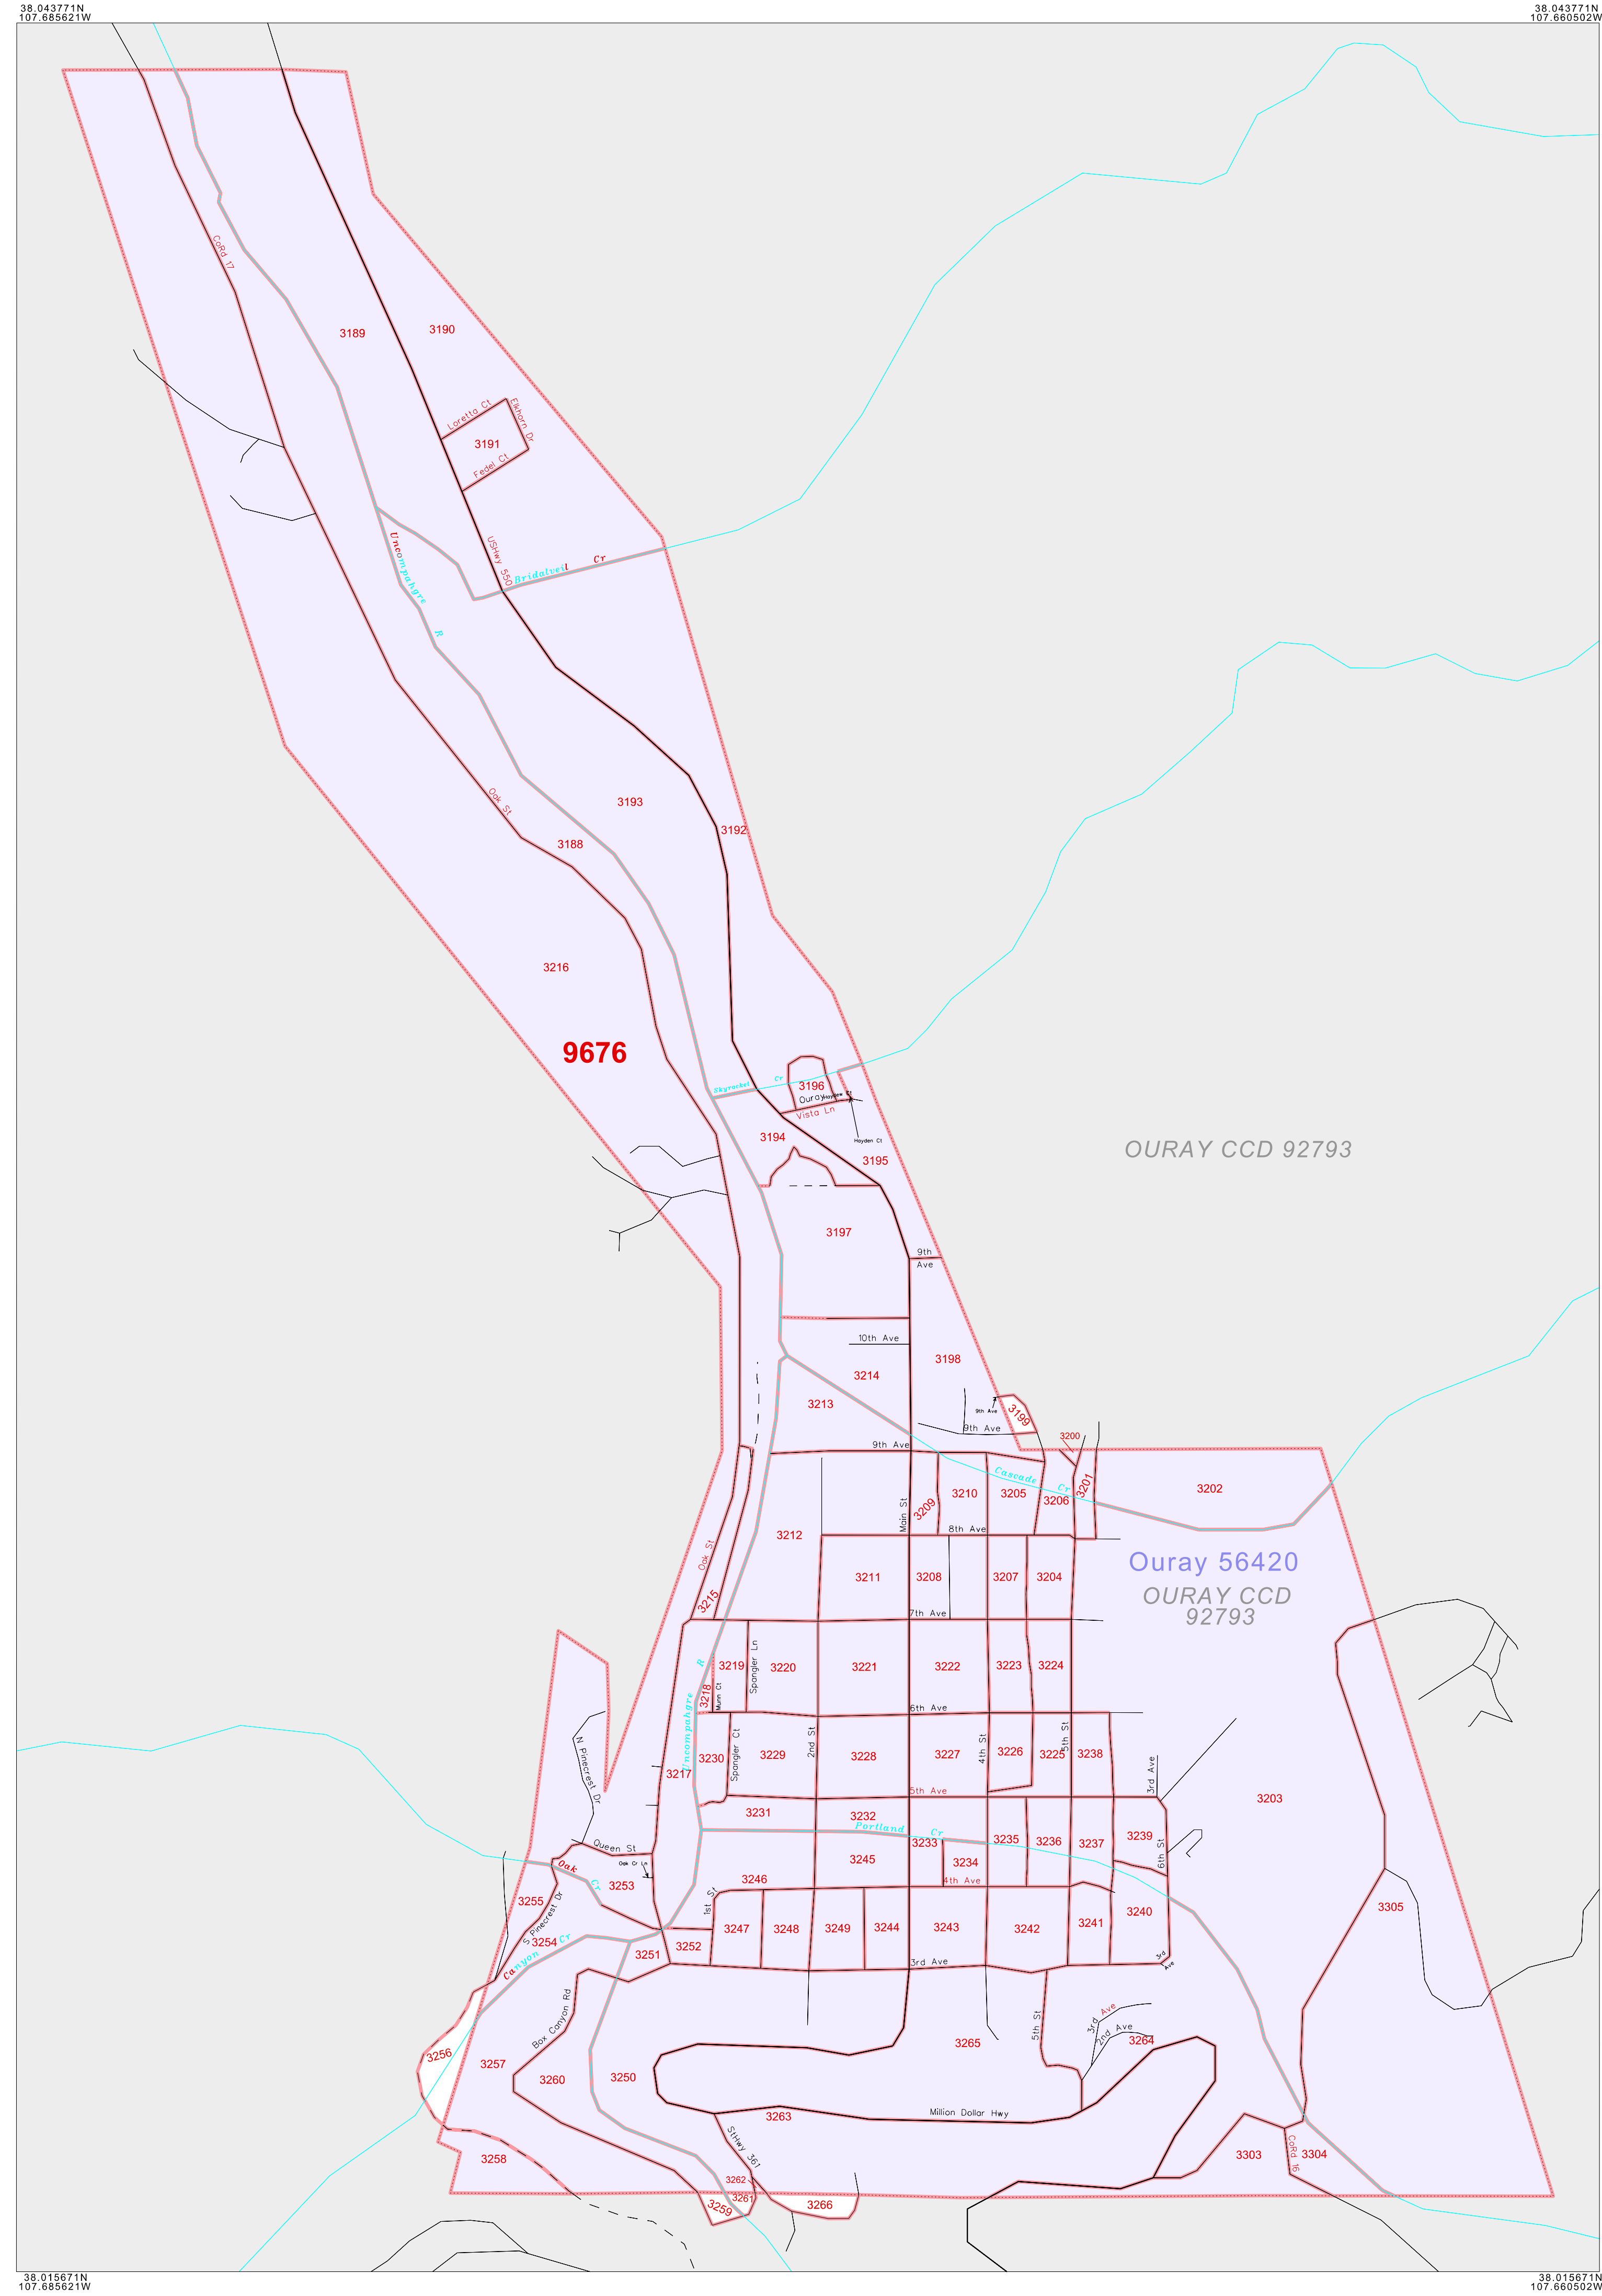 38.043771N
107.685621W
38.043771N
107.660502W
CoRd 17
3189
3190
Loretta Ct
Elkhorn Dr
3191
Fedel Ct
USHwy 550
Bridalveil Cr
Uncompahgre R
3193
3192
Oak St
3188
3216
9676
Skyrocket Cr
3196
Ouray
Vista Ln
Hayden Ct
3194
3195
OURAY CCD 92793
3197
9th
Ave
10th Ave
3198
3214
3213
9th Ave
3199
9th Ave
3200
9th Ave
Cascade Cr
3201
3202
3210
3205
3206
3209
Main St
8th Ave
3212
Oak St
Ouray 56420
OURAY CCD
92793
3211
3208
3207
3204
3215
7th Ave
3219
Spangler Ln
3220
3221
3222
3223
3224
R
3218
Munn Ct
6th Ave
Uncompahgre
3217
3230
Spangler Ct
3229
2nd St
3228
3227
4th St
3226
3225
5th St
3238
3rd Ave
N Pinecrest Dr
5th Ave
3203
3231
3232
Portland Cr
3233
3235
3236
3237
3239
6th St
Queen St
Oak Cr Ln
Oak Cr
3245
3234
3246
4th Ave
3253
3255
S Pinecrest Dr
1st St
3247
3248
3249
3244
3243
3242
3241
3240
3305
3254
Canyon Cr
3251
3252
3rd Ave
3rd
Ave
Box Canyon Rd
5th St
3rd Ave
2nd Ave
3264
3265
3256
3257
3260
3250
3263
Million Dollar Hwy
StHwy 361
3258
3303
CoRd 16
3304
3262
3261
3259
3266
38.015671N
107.685621W
38.015671N
107.660502W